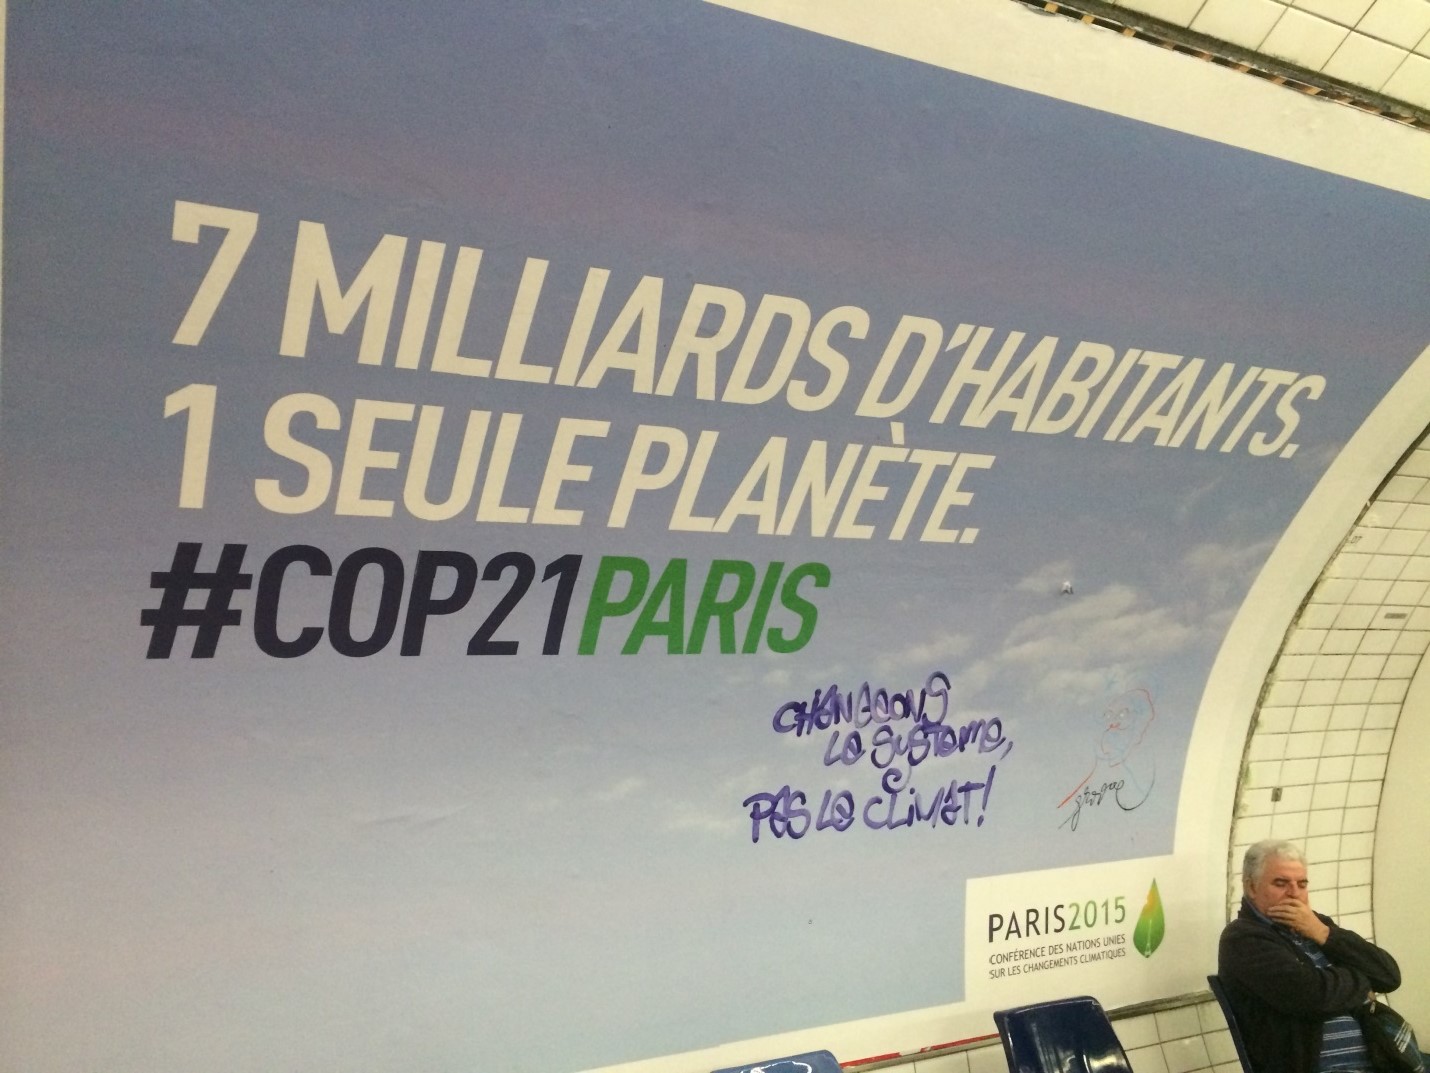 7 MILLIARDS D'HABITANTS.
1 SEULE PLANÈTE.
#COP21PARIS
CHANGEONS
Le SYSTeme,
PAS Le CLiMAT!
PARIS2015
CONFÉRENCE DES NATIONS UNIES
SUR LES CHANGEMENTS CLIMATIQUES